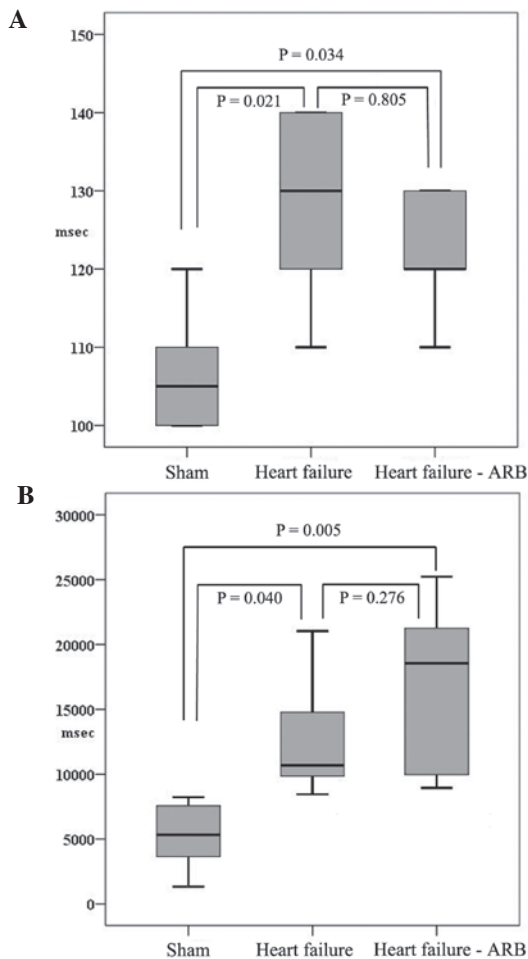 A
150
P = 0.034
140
P = 0.021
P = 0.805
130
msec
120
110
100
Sham
Heart failure
Heart failure - ARB
B
30000
P = 0.005
25000
P = 0.040
P = 0.276
20000
15000
msec
10000
5000
0
Sham
Heart failure
Heart failure - ARB